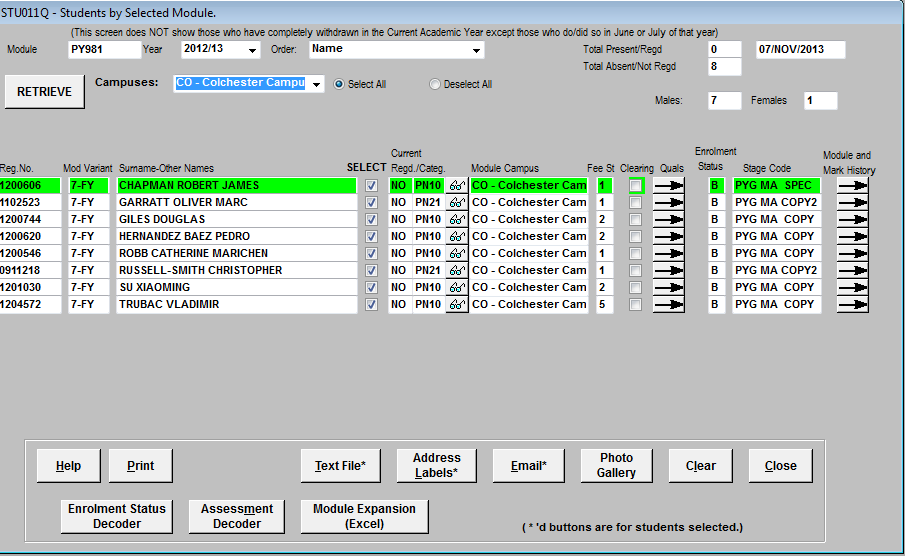 STU011Q - Students by Selected Module.
(This screen does NOT show those who have completely withdrawn in the Current Academic Year except those who do/did so in June or July of that year)
Module PY981 Year 2012/13 Order: Name Total Present/Regd 0 07/NOV/2013
Total Absent/Not Regd 8
RETRIEVE Campuses: CO - Colchester Campu Select All Deselect All
Males: 7 Females 1
Current Enrolment Module and
Reg.No. Mod Variant Surname-Other Names SELECT Regd./Categ. Module Campus Fee St Clearing Quals Status Stage Code Mark History
1200606 7-FY CHAPMAN ROBERT JAMES NO PN10 CO - Colchester Cam 1 B PYG MA SPEC
1102523 7-FY GARRATT OLIVER MARC NO PN21 CO - Colchester Cam 1 B PYG MA COPY2
1200744 7-FY GILES DOUGLAS NO PN10 CO - Colchester Cam 2 B PYG MA COPY
1200620 7-FY HERNANDEZ BAEZ PEDRO NO PN10 CO - Colchester Cam 2 B PYG MA COPY
1200546 7-FY ROBB CATHERINE MARICHEN NO PN10 CO - Colchester Cam 1 B PYG MA COPY
0911218 7-FY RUSSELL-SMITH CHRISTOPHER NO PN21 CO - Colchester Cam 1 B PYG MA COPY2
1201030 7-FY SU XIAOMING NO PN10 CO - Colchester Cam 2 B PYG MA COPY
1204572 7-FY TRUBAC VLADIMIR NO PN10 CO - Colchester Cam 5 B PYG MA COPY
Help Print Text File* Address Labels* Email* Photo Gallery Clear Close
Enrolment Status Decoder Assessment Decoder Module Expansion (Excel) ( * 'd buttons are for students selected.)